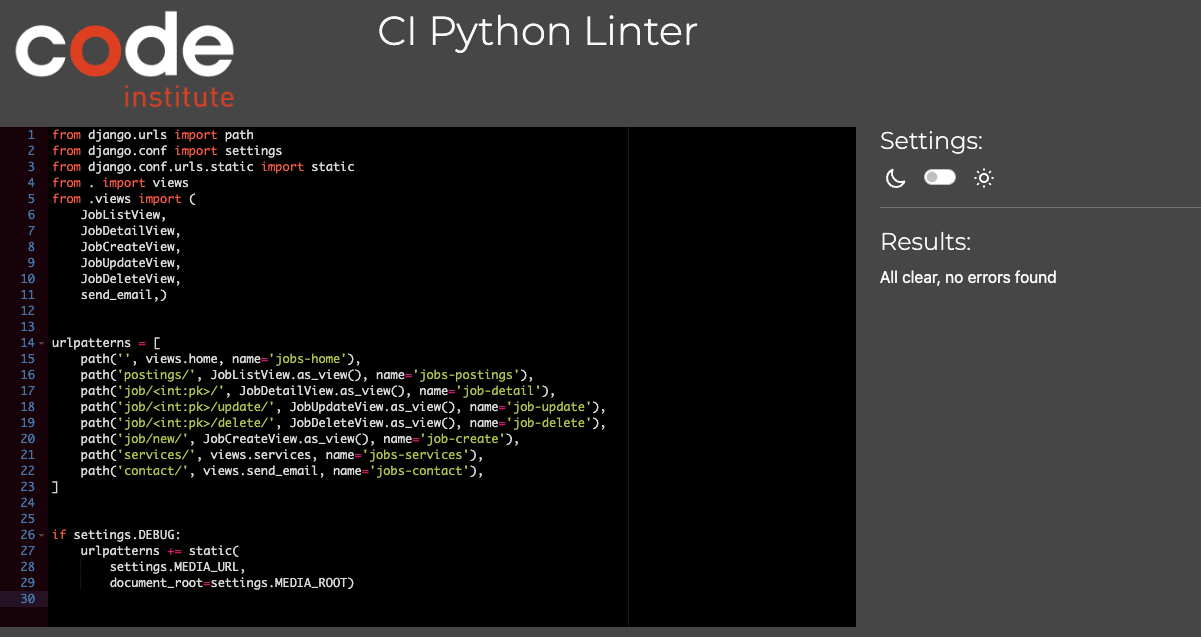 code
institute
CI Python Linter
1 from django.urls import path
2 from django.conf import settings
3 from django.conf.urls.static import static
4 from . import views
5 from .views import (
6     JobListView,
7     JobDetailView,
8     JobCreateView,
9     JobUpdateView,
10     JobDeleteView,
11     send_email,)
12
13
14 urlpatterns = [
15     path('', views.home, name='jobs-home'),
16     path('postings/', JobListView.as_view(), name='jobs-postings'),
17     path('job/<int:pk>/', JobDetailView.as_view(), name='job-detail'),
18     path('job/<int:pk>/update/', JobUpdateView.as_view(), name='job-update'),
19     path('job/<int:pk>/delete/', JobDeleteView.as_view(), name='job-delete'),
20     path('job/new/', JobCreateView.as_view(), name='job-create'),
21     path('services/', views.services, name='jobs-services'),
22     path('contact/', views.send_email, name='jobs-contact'),
23 ]
24
25
26 if settings.DEBUG:
27     urlpatterns += static(
28         settings.MEDIA_URL,
29         document_root=settings.MEDIA_ROOT)
30
Settings:
Results:
All clear, no errors found